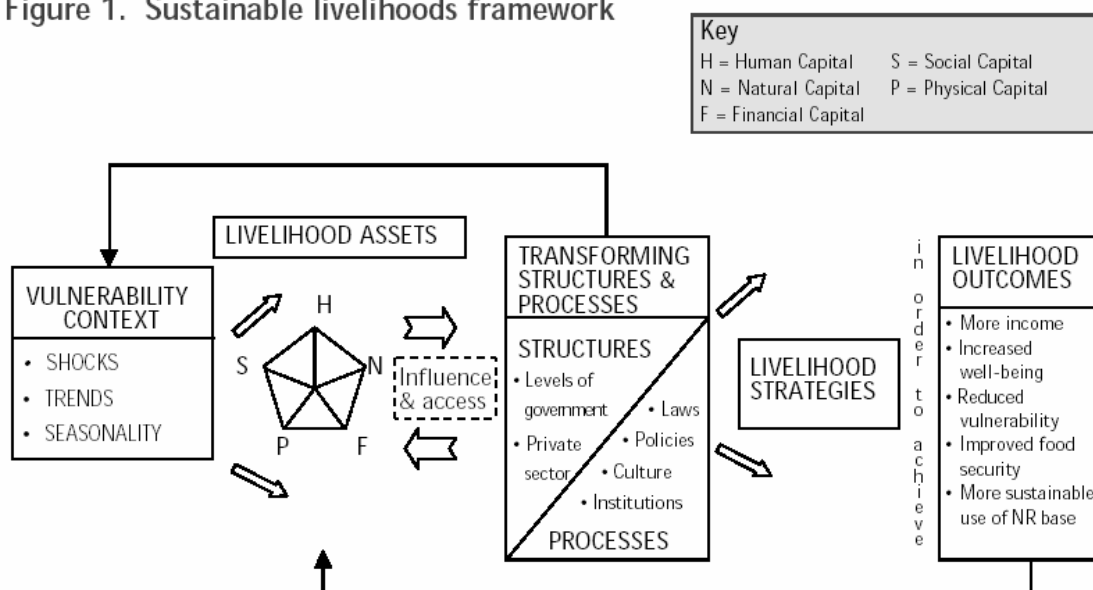 Figure 1. Sustainable livelihoods framework
Key
H = Human Capital S = Social Capital
N = Natural Capital P = Physical Capital
F = Financial Capital
LIVELIHOOD ASSETS
VULNERABILITY
CONTEXT
• SHOCKS
• TRENDS
• SEASONALITY
H
S
N
P
F
Influence
& access
TRANSFORMING
STRUCTURES &
PROCESSES
STRUCTURES
• Levels of
government
• Private
sector
• Laws
• Policies
• Culture
• Institutions
PROCESSES
LIVELIHOOD
STRATEGIES
in order to achieve
LIVELIHOOD
OUTCOMES
• More income
• Increased
well-being
• Reduced
vulnerability
• Improved food
security
• More sustainable
use of NR base